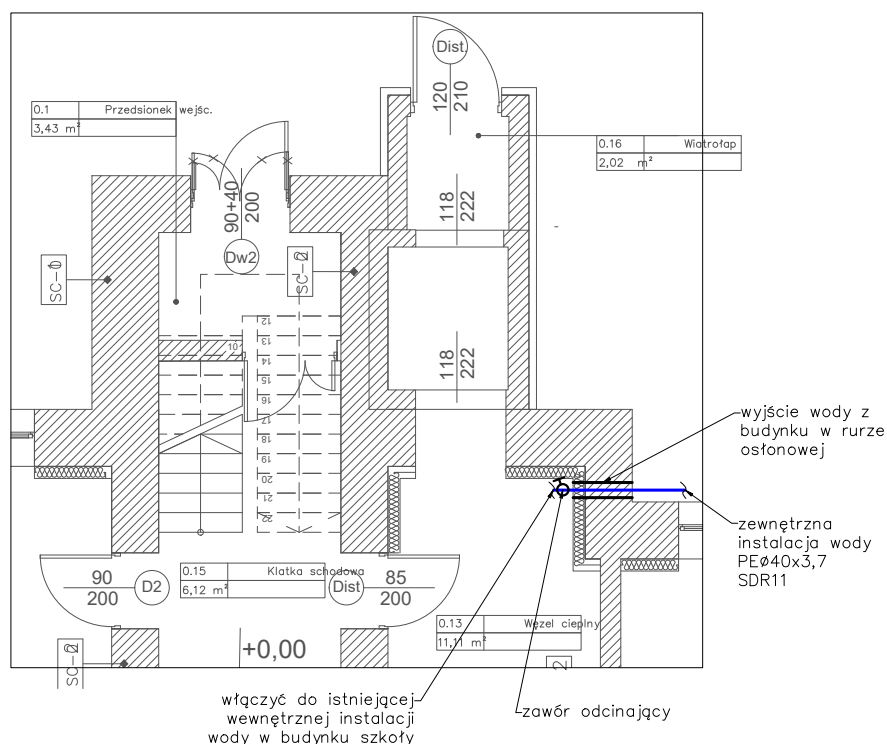 Dist.
120
210
0.1 Przedsionek wejśc.
3,43 m²
0.16 Wiatrołap
2,02 m²
90+40
200
118
222
Dw2
SC-2
12
13
10
14
15
16
17
18
19
20
21
22
118
222
wyjście wody z
budynku w rurze
osłonowej
zewnętrzna
instalacja wody
PEø40x3,7
SDR11
90
200
D2
0.15 Klatka schodowa
6,12 m²
Dist
85
200
0.13 Węzeł cieplny
11,11 m²
+0,00
SC-2
2
włączyć do istniejącej
wewnętrznej instalacji
wody w budynku szkoły
zawór odcinający